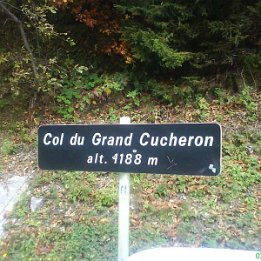 Col du Grand Cucheron
alt. 1188 m